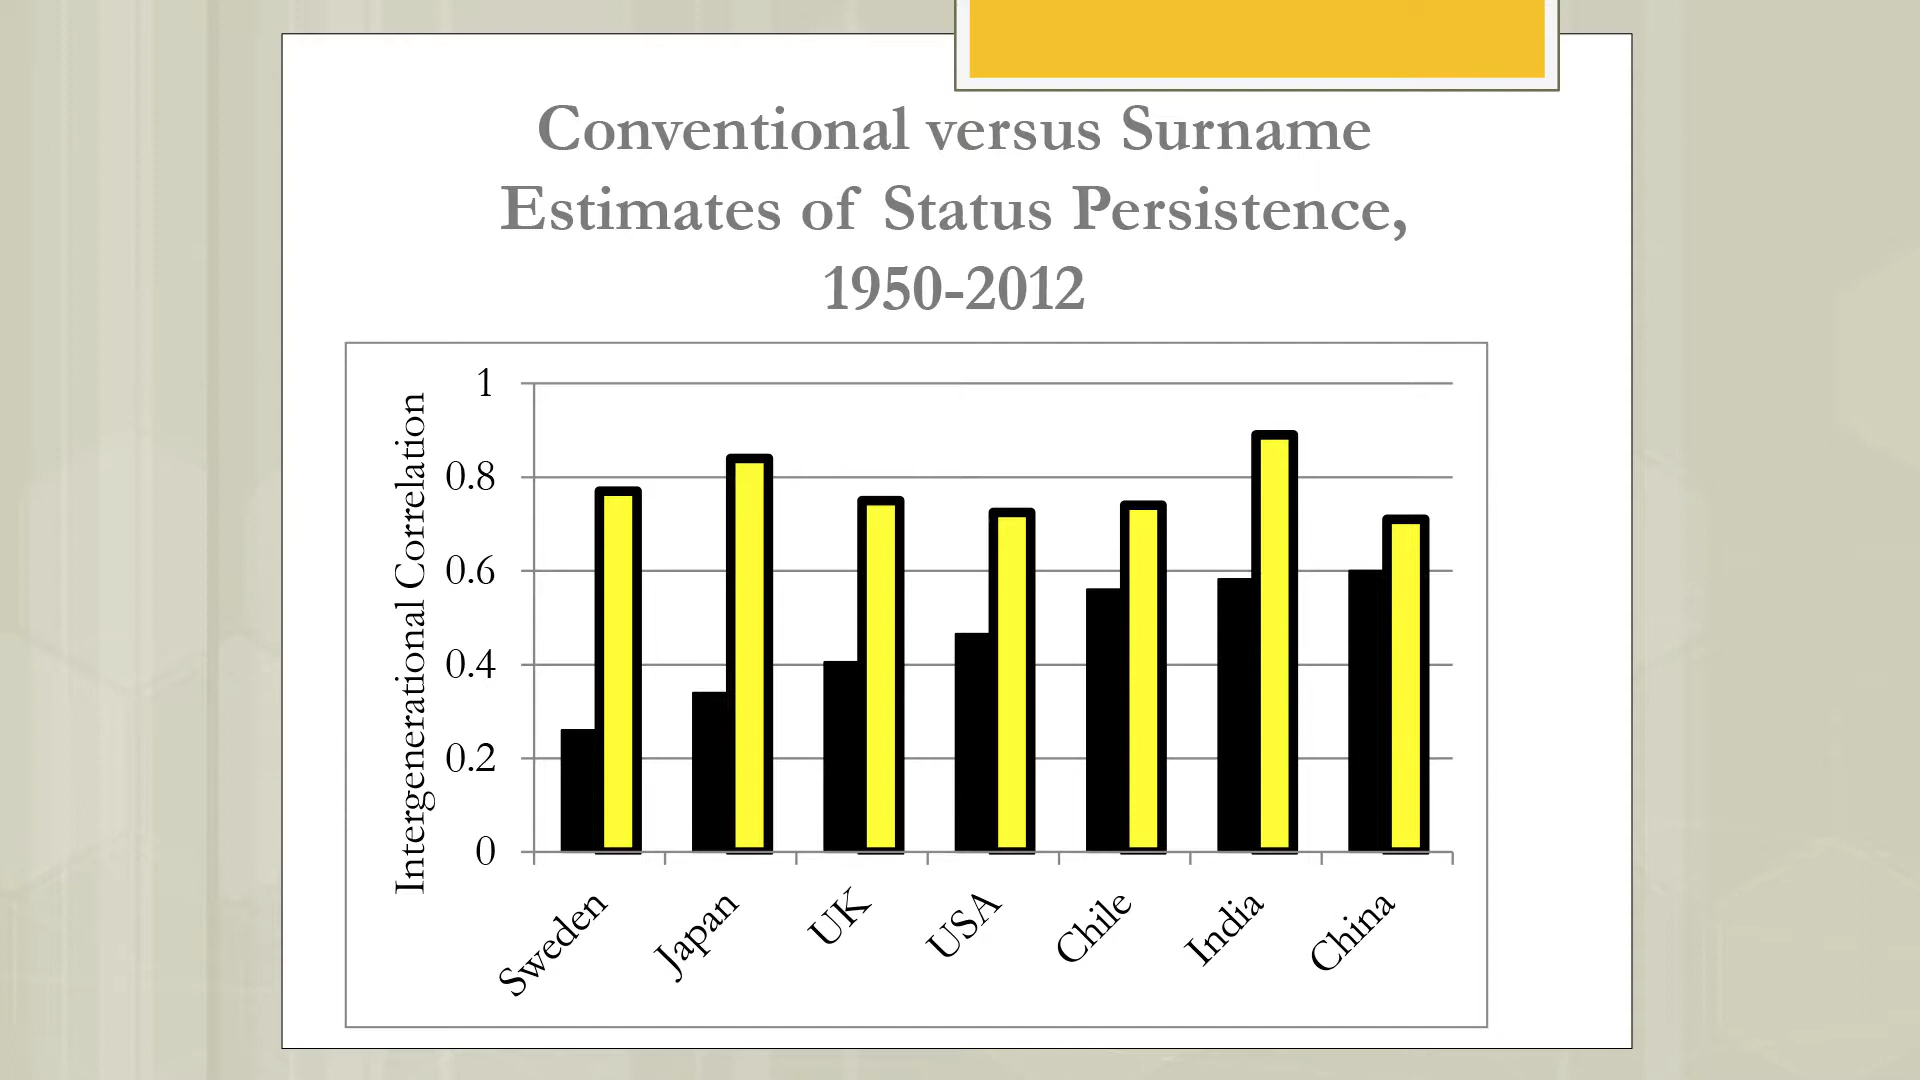 Conventional versus Surname
Estimates of Status Persistence,
1950-2012
Intergenerational Correlation
1
0.8
0.6
0.4
0.2
0
Sweden
Japan
UK
USA
Chile
India
China